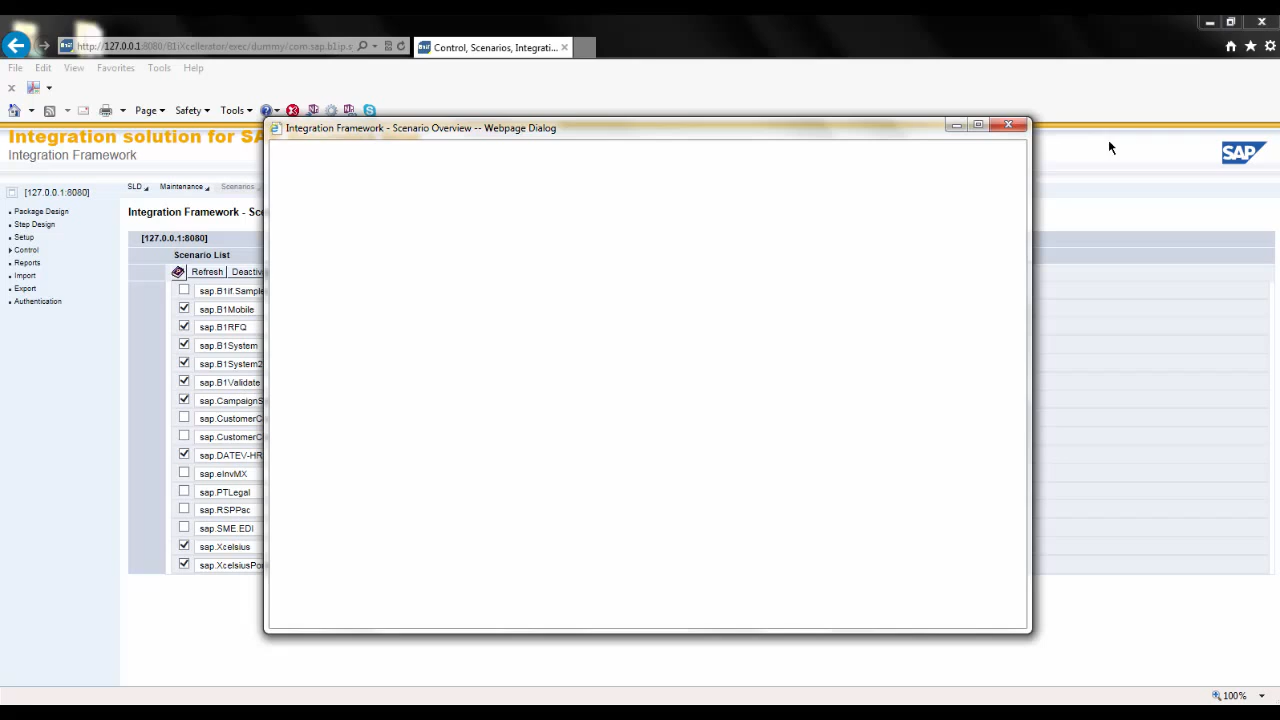 http://127.0.0.1:8080/B1iXcellerator/exec/dummy/com.sap.b1ip.s
Control, Scenarios, Integrati...
File Edit View Favorites Tools Help
Page Safety Tools
Integration solution for SA
Integration Framework
SAP
Integration Framework - Scenario Overview -- Webpage Dialog
[127.0.0.1:8080]
Package Design
Step Design
Setup
Control
Reports
Import
Export
Authentication
SLD Maintenance Scenarios
Integration Framework - Sce
[127.0.0.1:8080]
Scenario List
Refresh Deactiva
sap.B1if.Sample
sap.B1Mobile
sap.B1RFQ
sap.B1System
sap.B1System2
sap.B1Validate
sap.CampaignS
sap.CustomerC
sap.CustomerC
sap.DATEV-HR
sap.eInvMX
sap.PTLegal
sap.RSPPac
sap.SME.EDI
sap.Xcelsius
sap.XcelsiusPor
100%